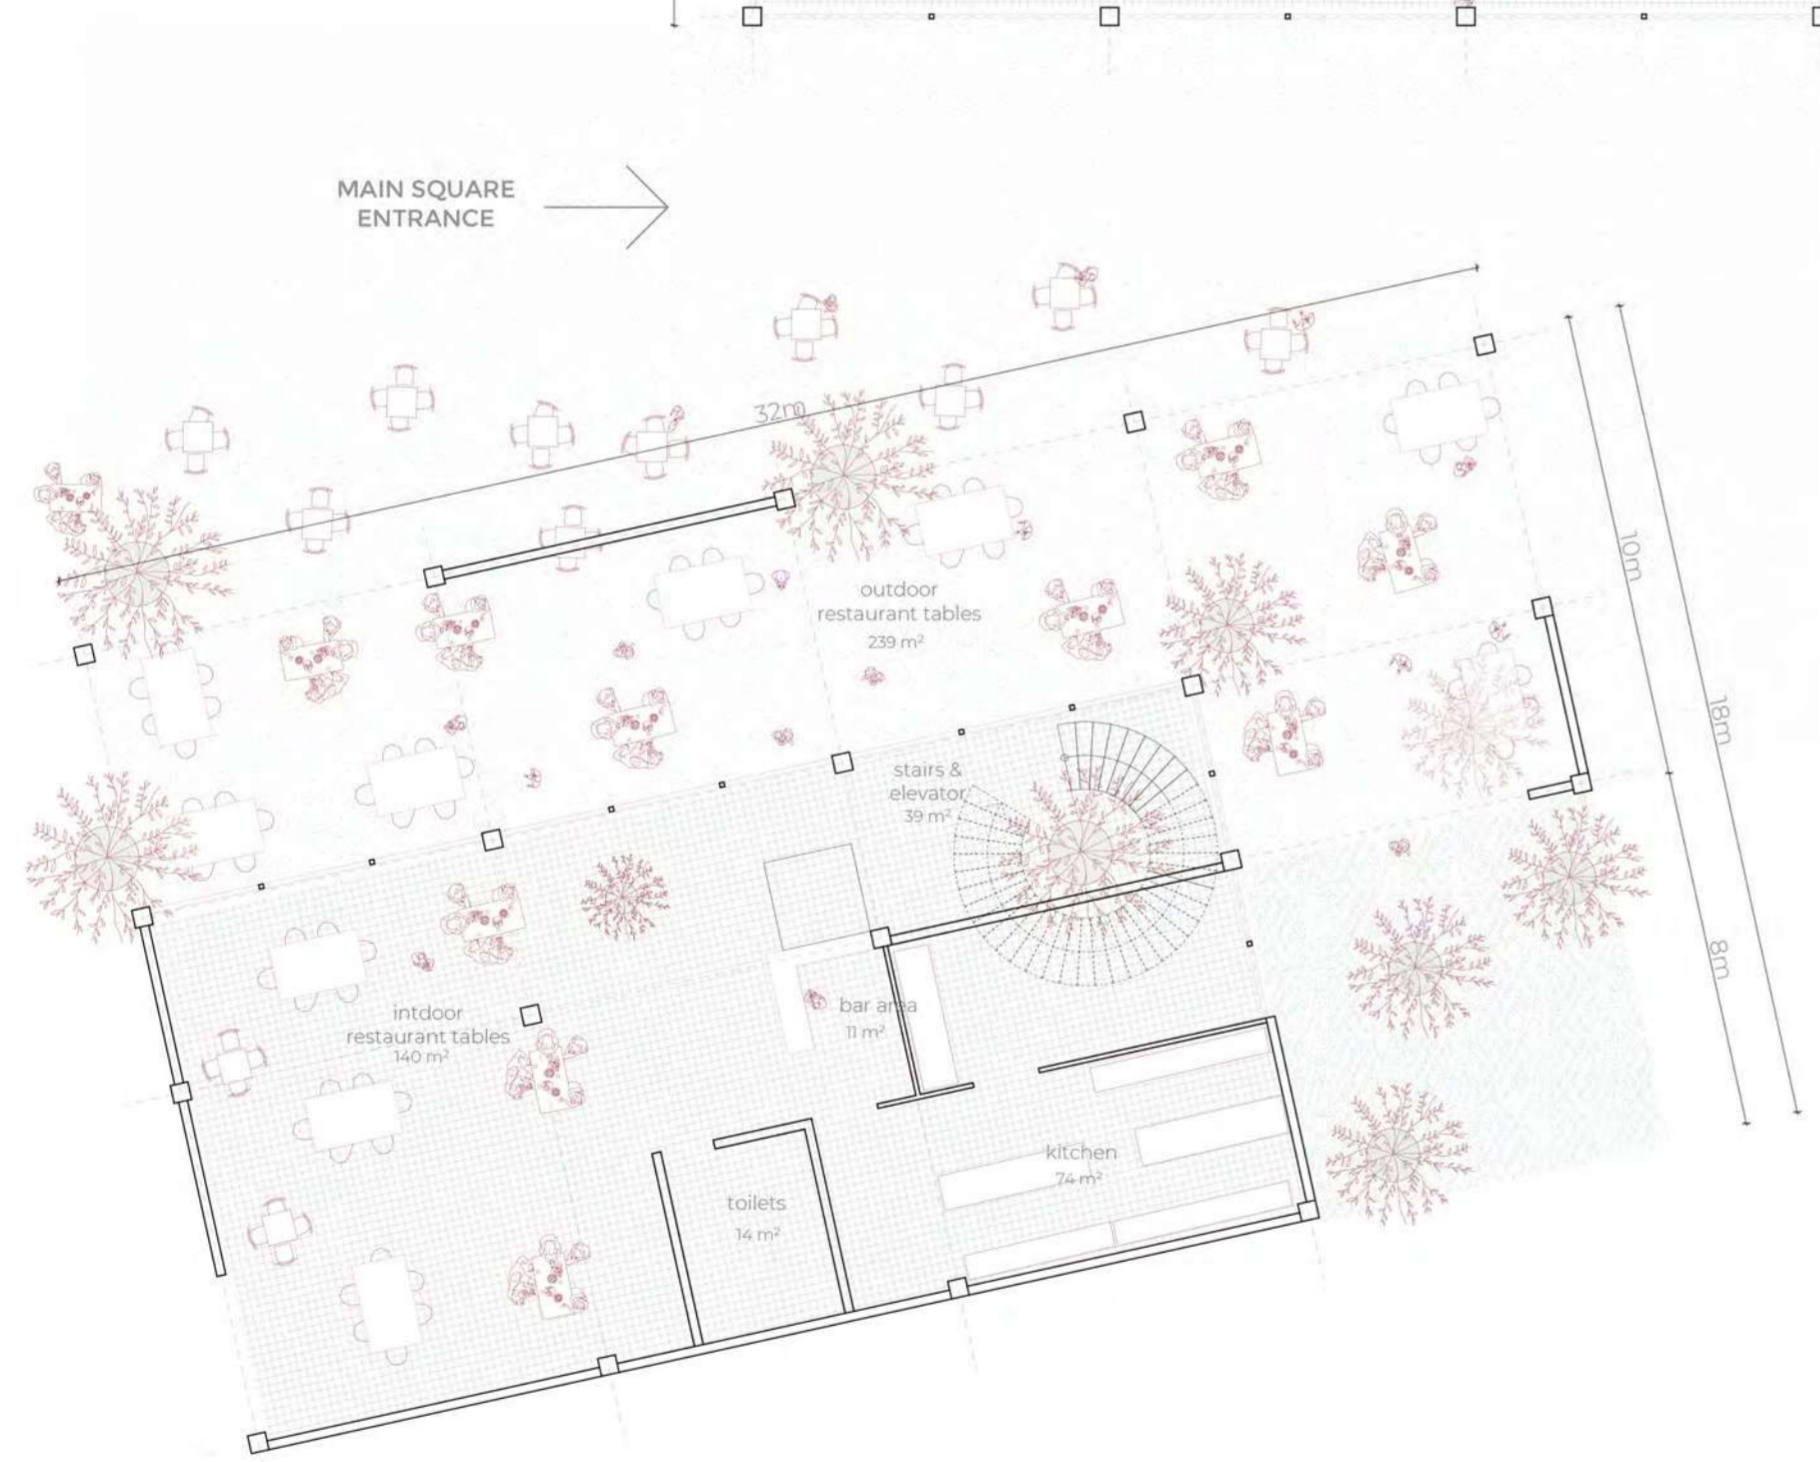 MAIN SQUARE
ENTRANCE
32m
outdoor
restaurant tables
239 m²
10m
18m
8m
stairs &
elevator
39 m²
bar area
11 m²
intdoor
restaurant tables
140 m²
kitchen
74 m²
toilets
14 m²